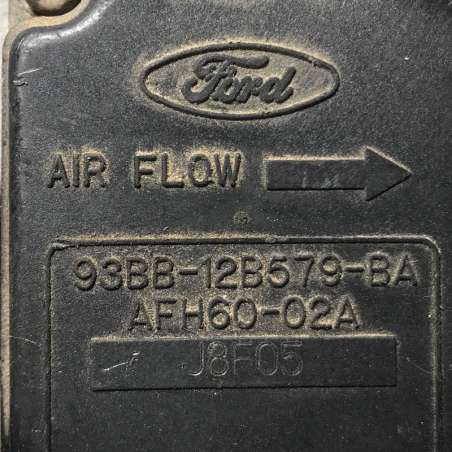 Ford
AIR FLOW
93BB-12B579-BA
AFH60-02A
J8F05